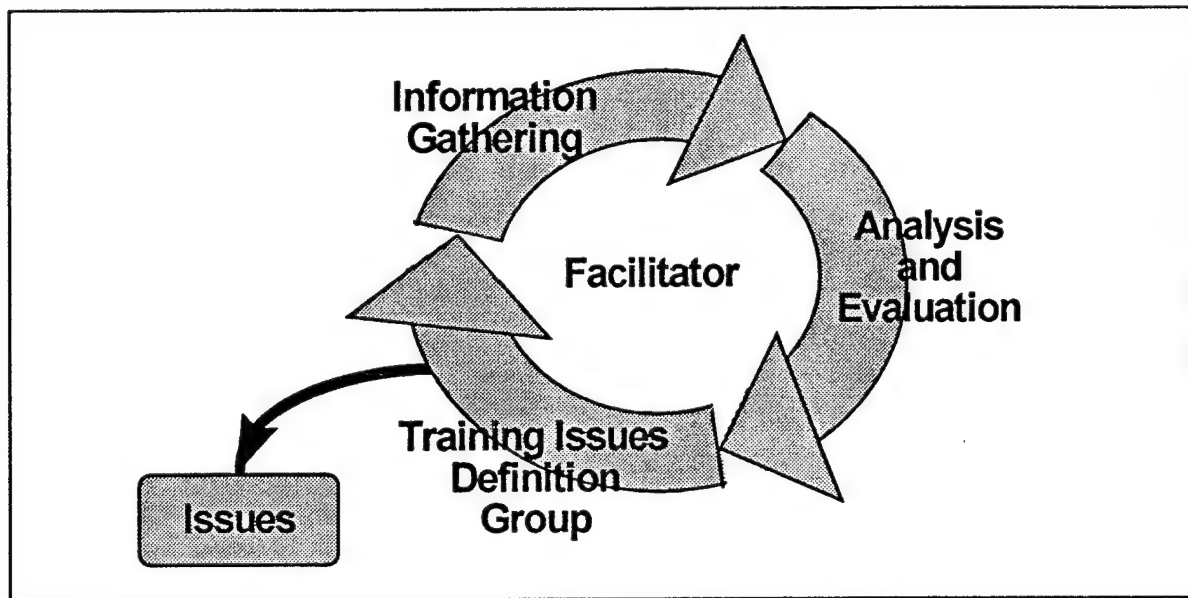 Information
Gathering
Analysis
and
Evaluation
Facilitator
Training Issues
Definition
Group
Issues